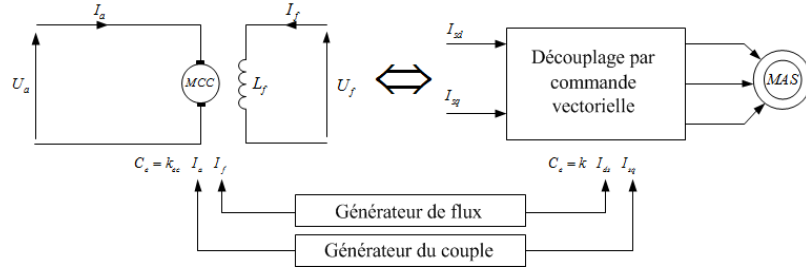 I_a
I_f
U_a
MCC
L_f
U_f
I_sd
I_sq
Découplage par
commande
vectorielle
MAS
C_e = k_cc I_a I_f
C_e = k I_ds I_sq
Générateur de flux
Générateur du couple